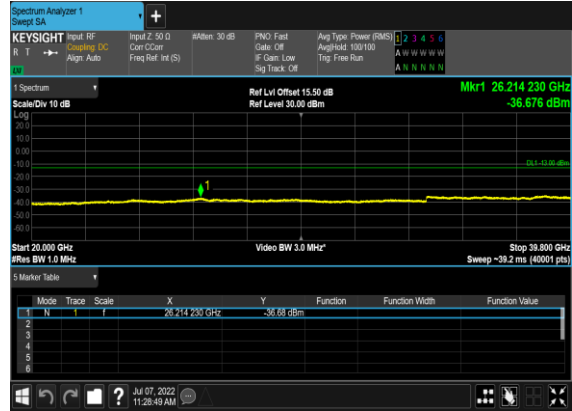 Spectrum Analyzer 1
Swept SA
KEYSIGHT Input: RF Input Z: 50 Ω #Atten: 30 dB PNO: Fast Avg Type: Power (RMS) 1 2 3 4 5 6
R T Coupling: DC Corr CCorr Gate: Off Avg|Hold: 100/100 A W W W W W
Align: Auto Freq Ref: Int (S) IF Gain: Low Trig: Free Run
LW Sig Track: Off A N N N N N
1 Spectrum Ref Lvl Offset 15.50 dB Mkr1 26.214 230 GHz
Scale/Div 10 dB Ref Level 30.00 dBm -36.676 dBm
Log
20.0
10.0
0.00
-10.0
DL1 -13.00 dBm
-20.0
1
-30.0
-40.0
-50.0
-60.0
Start 20.000 GHz Video BW 3.0 MHz* Stop 39.800 GHz
#Res BW 1.0 MHz Sweep ~39.2 ms (40001 pts)
5 Marker Table
Mode Trace Scale X Y Function Function Width Function Value
1 N 1 f 26.214 230 GHz -36.68 dBm
2
3
4
5
6
? Jul 07, 2022
11:28:49 AM